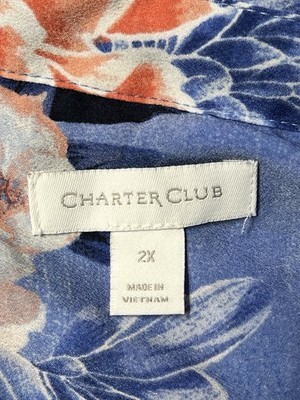 CHARTER CLUB
2X
MADE IN
VIETNAM